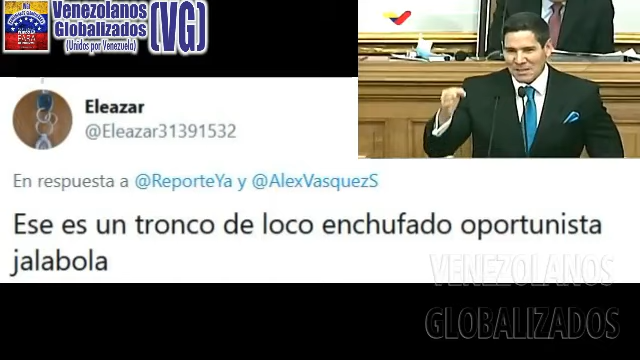 Venezolanos
Globalizados
(Unidos por Venezuela)
(VG)
Eleazar
@Eleazar31391532
En respuesta a @ReporteYa y @AlexVasquezS
Ese es un tronco de loco enchufado oportunista
jalabola
VENEZOLANOS
GLOBALIZADOS